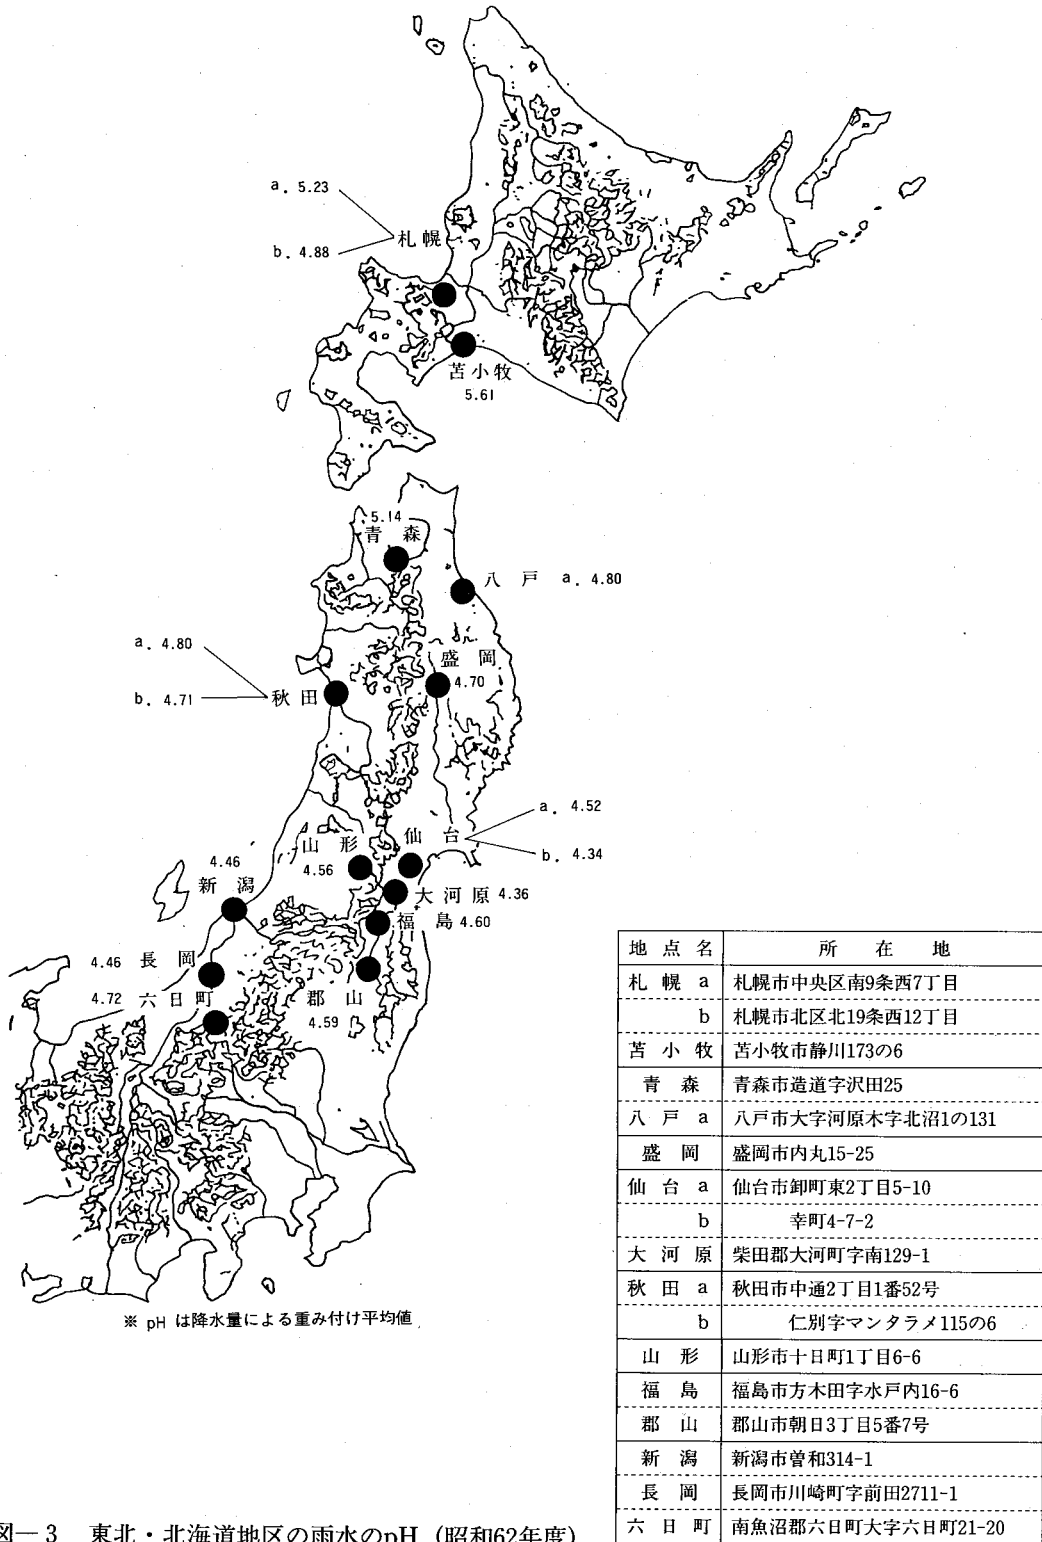 a. 5.23
札幌
b. 4.88
苫小牧
5.61
5.14
青森
八戸 a. 4.80
a. 4.80
盛岡
4.70
b. 4.71
秋田
a. 4.52
仙台
b. 4.34
山形
4.56
4.46
新潟
大河原 4.36
福島 4.60
4.46 長岡
4.72 六日町
郡山
4.59
※ pH は降水量による重み付け平均値
地点名 所在地
札幌 a 札幌市中央区南9条西7丁目
b 札幌市北区北19条西12丁目
苫小牧 苫小牧市静川173の6
青森 青森市造道字沢田25
八戸 a 八戸市大字河原木字北沼1の131
盛岡 盛岡市内丸15-25
仙台 a 仙台市卸町東2丁目5-10
b 幸町4-7-2
大河原 柴田郡大河町字南129-1
秋田 a 秋田市中通2丁目1番52号
b 仁別字マンタラメ115の6
山形 山形市十日町1丁目6-6
福島 福島市方木田字水戸内16-6
郡山 郡山市朝日3丁目5番7号
新潟 新潟市曽和314-1
長岡 長岡市川崎町字前田2711-1
六日町 南魚沼郡六日町大字六日町21-20
図―3 東北・北海道地区の雨水のpH (昭和62年度)